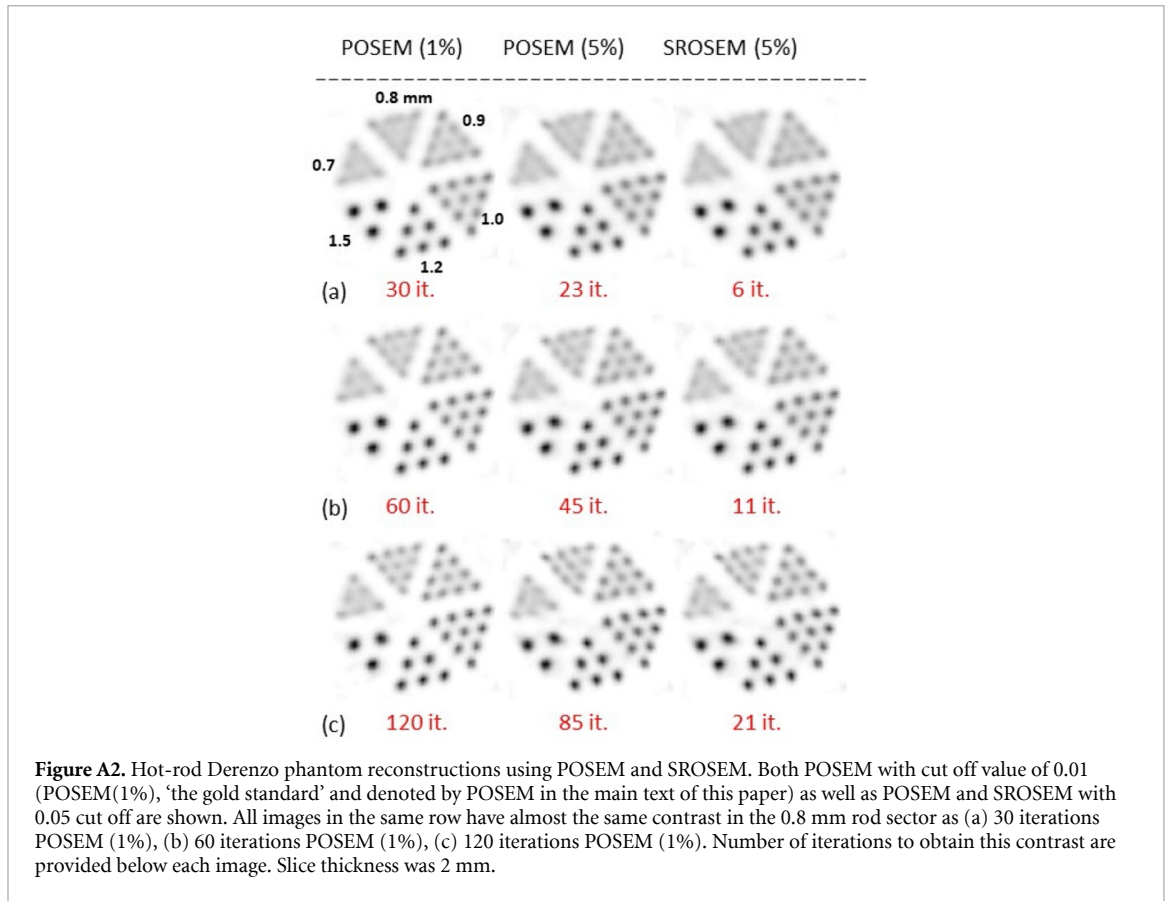 POSEM (1%) POSEM (5%) SROSEM (5%)
0.8 mm
0.9
0.7
1.0
1.5
1.2
(a) 30 it. 23 it. 6 it.
(b) 60 it. 45 it. 11 it.
(c) 120 it. 85 it. 21 it.
Figure A2. Hot-rod Derenzo phantom reconstructions using POSEM and SROSEM. Both POSEM with cut off value of 0.01
(POSEM(1%), ‘the gold standard’ and denoted by POSEM in the main text of this paper) as well as POSEM and SROSEM with
0.05 cut off are shown. All images in the same row have almost the same contrast in the 0.8 mm rod sector as (a) 30 iterations
POSEM (1%), (b) 60 iterations POSEM (1%), (c) 120 iterations POSEM (1%). Number of iterations to obtain this contrast are
provided below each image. Slice thickness was 2 mm.